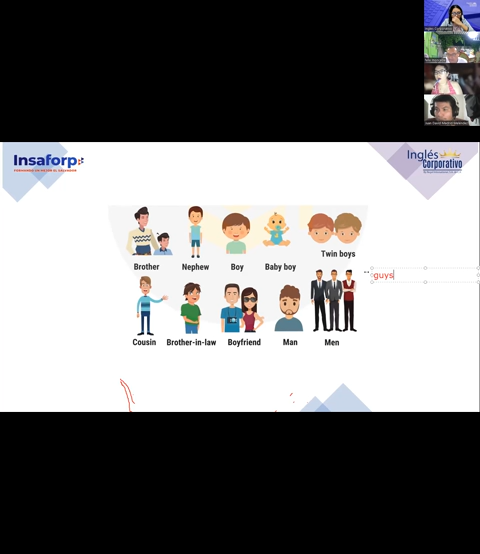 Insaforp
Inglés
Corporativo
Twin boys
Brother
Nephew
Boy
Baby boy
guys
Cousin
Brother-in-law
Boyfriend
Man
Men